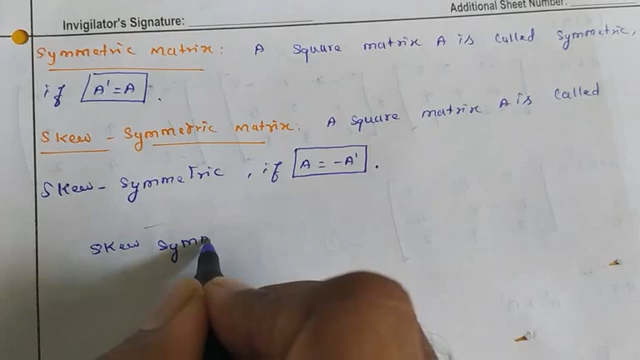 Additional Sheet Number:
Invigilator's Signature:
Symmetric matrix: A square matrix A is called symmetric,
if A' = A.
Skew - Symmetric matrix. A square matrix A is called
Skew - Symmetric, if A = -A'.
Skew Symm